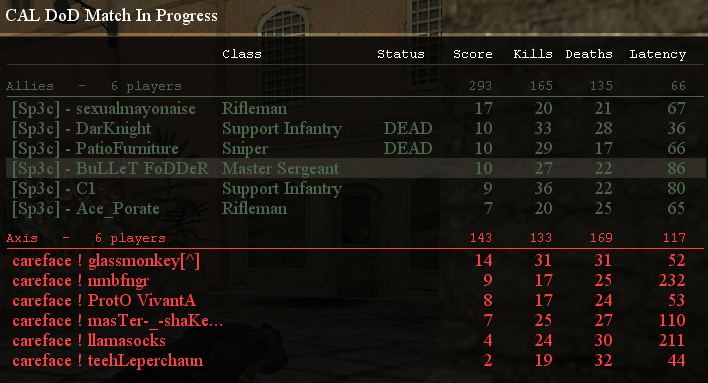 CAL DoD Match In Progress
Class Status Score Kills Deaths Latency
Allies - 6 players 293 165 135 66
[Sp3c] - sexualmayonaise Rifleman 17 20 21 67
[Sp3c] - DarKnight Support Infantry DEAD 10 33 28 36
[Sp3c] - PatioFurniture Sniper DEAD 10 29 17 66
[Sp3c] - BuLLeT FoDDeR Master Sergeant 10 27 22 86
[Sp3c] - C1 Support Infantry 9 36 22 80
[Sp3c] - Ace_Porate Rifleman 7 20 25 65
Axis - 6 players 143 133 169 117
careface ! glassmonkey[^] 14 31 31 52
careface ! nmbfngr 9 17 25 232
careface ! ProtO VivantA 8 17 24 53
careface ! masTer-_-shaKe... 7 25 27 110
careface ! llamasocks 4 24 30 211
careface ! teehLeperchaun 2 19 32 44